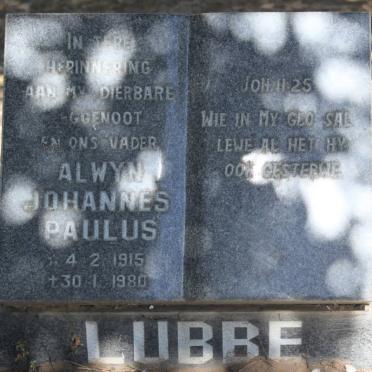 IN TERE
HERINNERING
AAN MY DIERBARE
EGGENOOT
EN ONS VADER
ALWYN
JOHANNES
PAULUS
* 4 · 2 · 1915
+ 30 · 1 · 1980
JOH 11:25
WIE IN MY GLO SAL
LEWE AL HET HY
OOK GESTERWE.
LUBBE